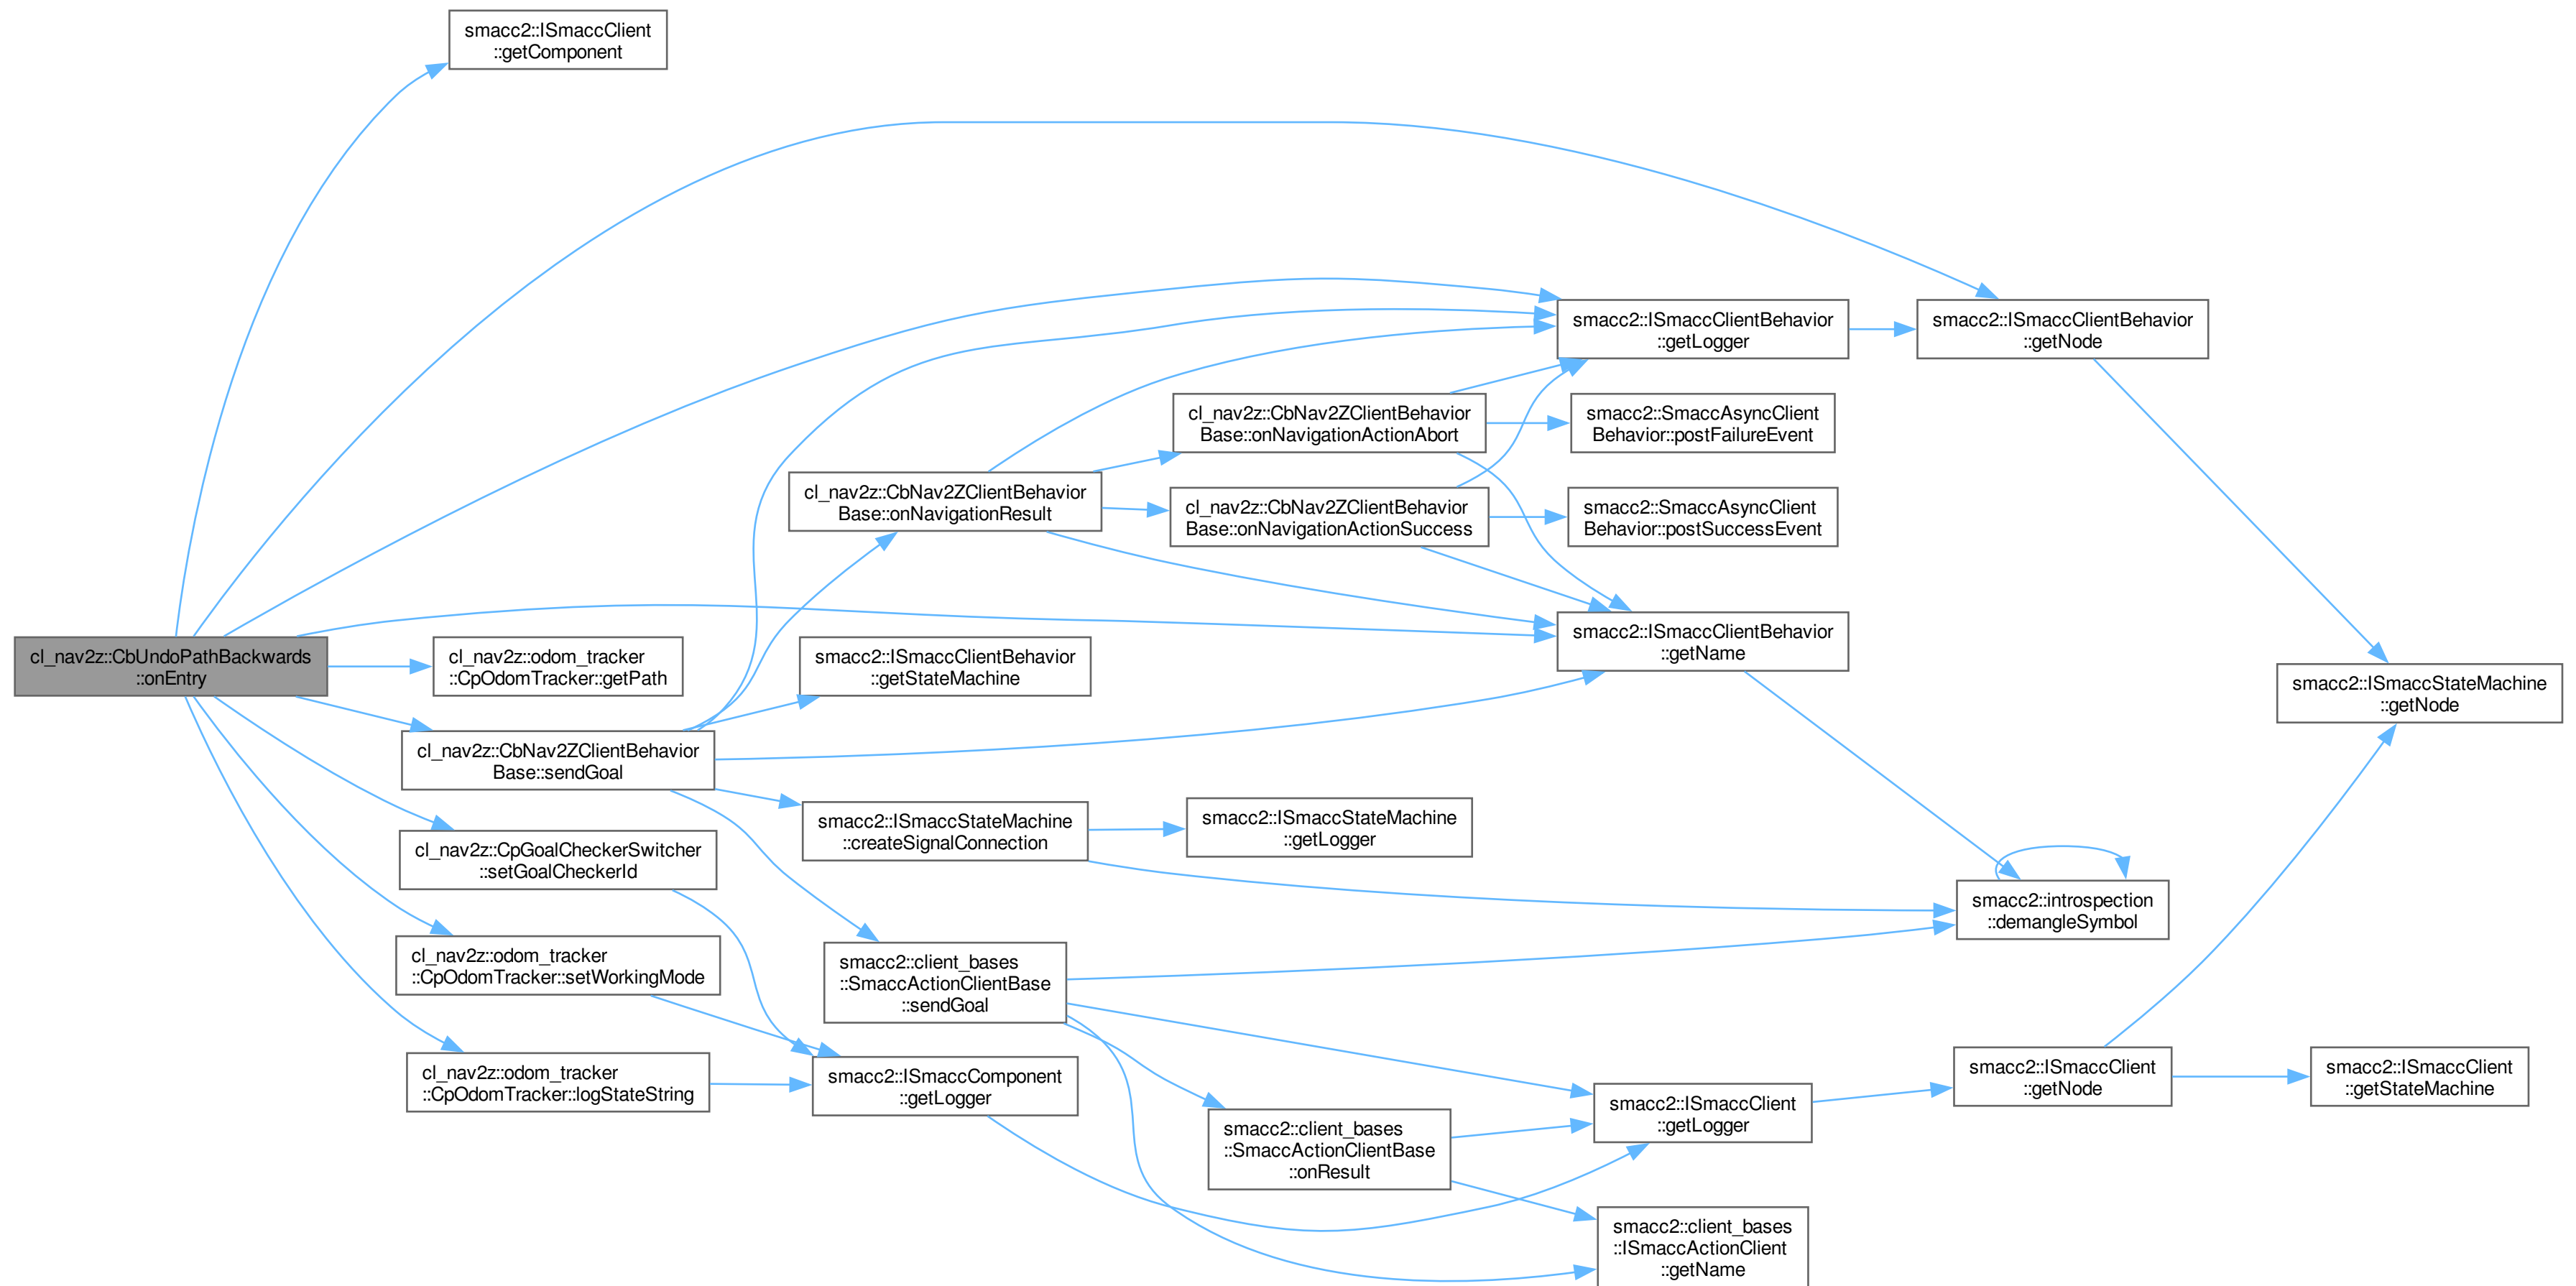 smacc2::ISmaccClient
::getComponent
smacc2::ISmaccClientBehavior
::getLogger
smacc2::ISmaccClientBehavior
::getNode
cl_nav2z::CbNav2ZClientBehavior
Base::onNavigationActionAbort
smacc2::SmaccAsyncClient
Behavior::postFailureEvent
cl_nav2z::CbNav2ZClientBehavior
Base::onNavigationResult
cl_nav2z::CbNav2ZClientBehavior
Base::onNavigationActionSuccess
smacc2::SmaccAsyncClient
Behavior::postSuccessEvent
cl_nav2z::CbUndoPathBackwards
::onEntry
cl_nav2z::odom_tracker
::CpOdomTracker::getPath
smacc2::ISmaccClientBehavior
::getStateMachine
smacc2::ISmaccClientBehavior
::getName
smacc2::ISmaccStateMachine
::getNode
cl_nav2z::CbNav2ZClientBehavior
Base::sendGoal
smacc2::ISmaccStateMachine
::createSignalConnection
smacc2::ISmaccStateMachine
::getLogger
cl_nav2z::CpGoalCheckerSwitcher
::setGoalCheckerId
smacc2::introspection
::demangleSymbol
cl_nav2z::odom_tracker
::CpOdomTracker::setWorkingMode
smacc2::client_bases
::SmaccActionClientBase
::sendGoal
cl_nav2z::odom_tracker
::CpOdomTracker::logStateString
smacc2::ISmaccComponent
::getLogger
smacc2::client_bases
::SmaccActionClientBase
::onResult
smacc2::ISmaccClient
::getLogger
smacc2::ISmaccClient
::getNode
smacc2::ISmaccClient
::getStateMachine
smacc2::client_bases
::ISmaccActionClient
::getName